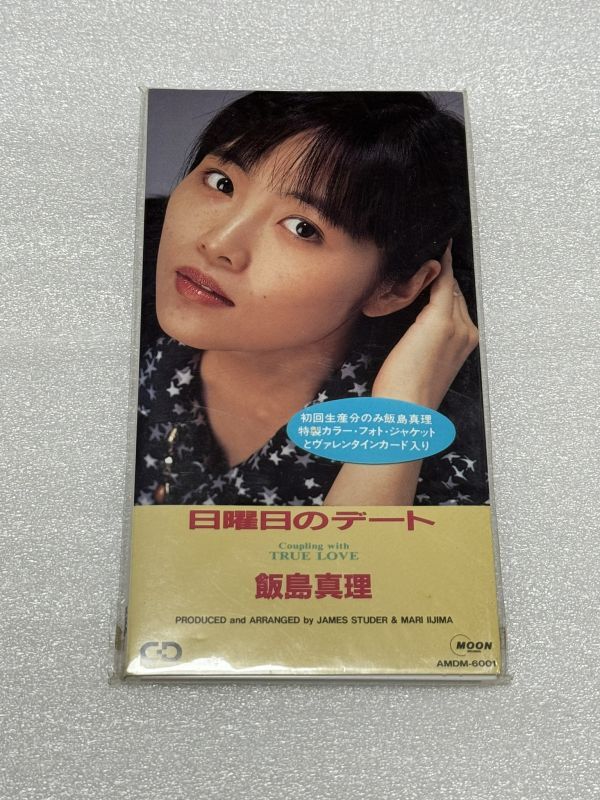 初回生産分のみ飯島真理
特製カラー・フォト・ジャケット
とヴァレンタインカード入り
日曜日のデート
Coupling with
TRUE LOVE
飯島真理
PRODUCED and ARRANGED by JAMES STUDER & MARI IIJIMA
CD
MOON
AMDM-6001